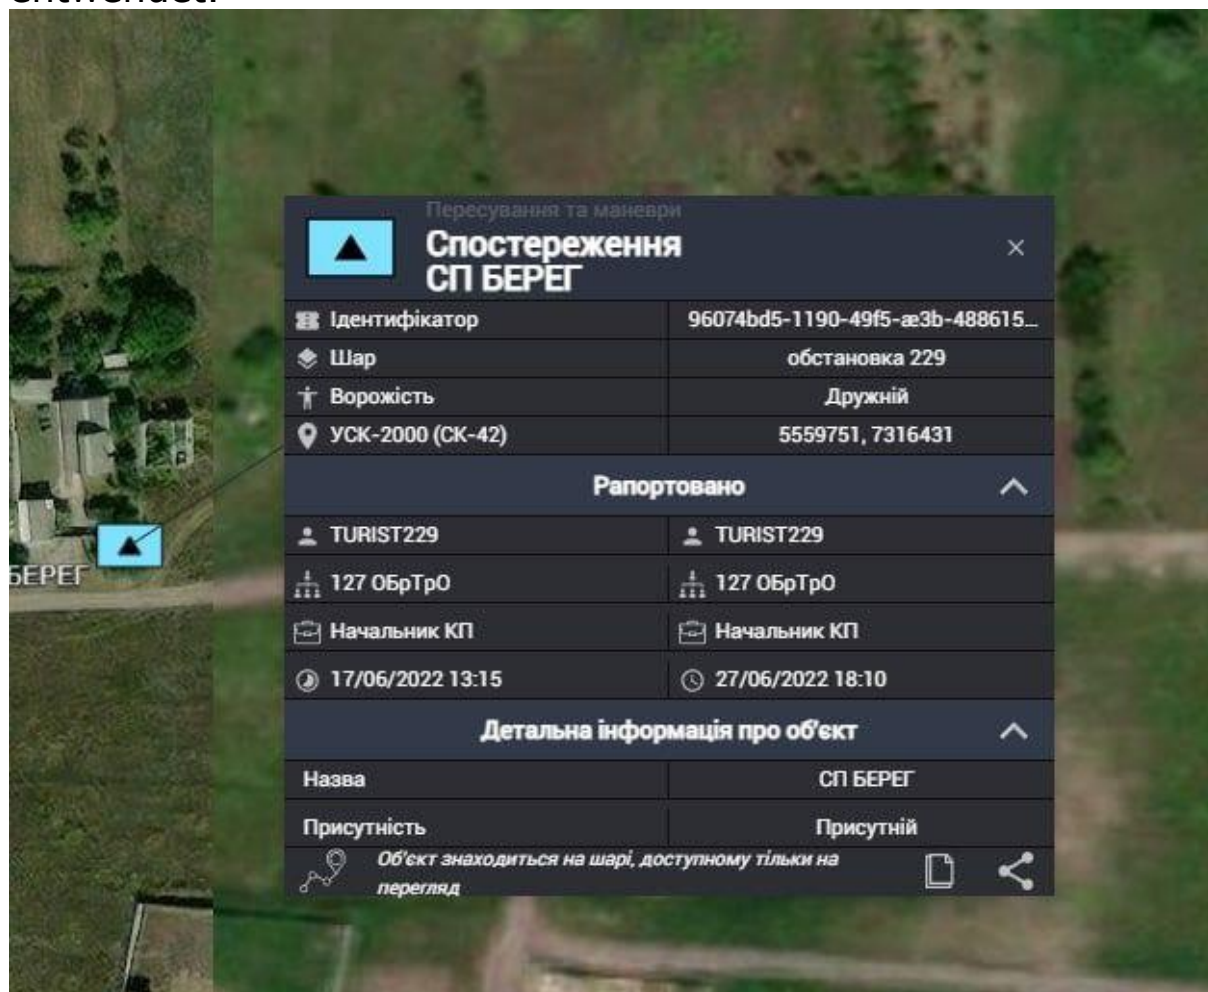 entwendet.
Пересування та маневри
Спостереження
СП БЕРЕГ
Ідентифікатор 96074bd5-1190-49f5-æ3b-488615...
Шар обстановка 229
Ворожість Дружній
УСК-2000 (СК-42) 5559751, 7316431
Рапортовано
TURIST229 TURIST229
127 ОБрТрО 127 ОБрТрО
БЕРЕГ
Начальник КП Начальник КП
17/06/2022 13:15 27/06/2022 18:10
Детальна інформація про об'єкт
Назва СП БЕРЕГ
Присутність Присутній
Об'єкт знаходиться на шарі, доступному тільки на
перегляд